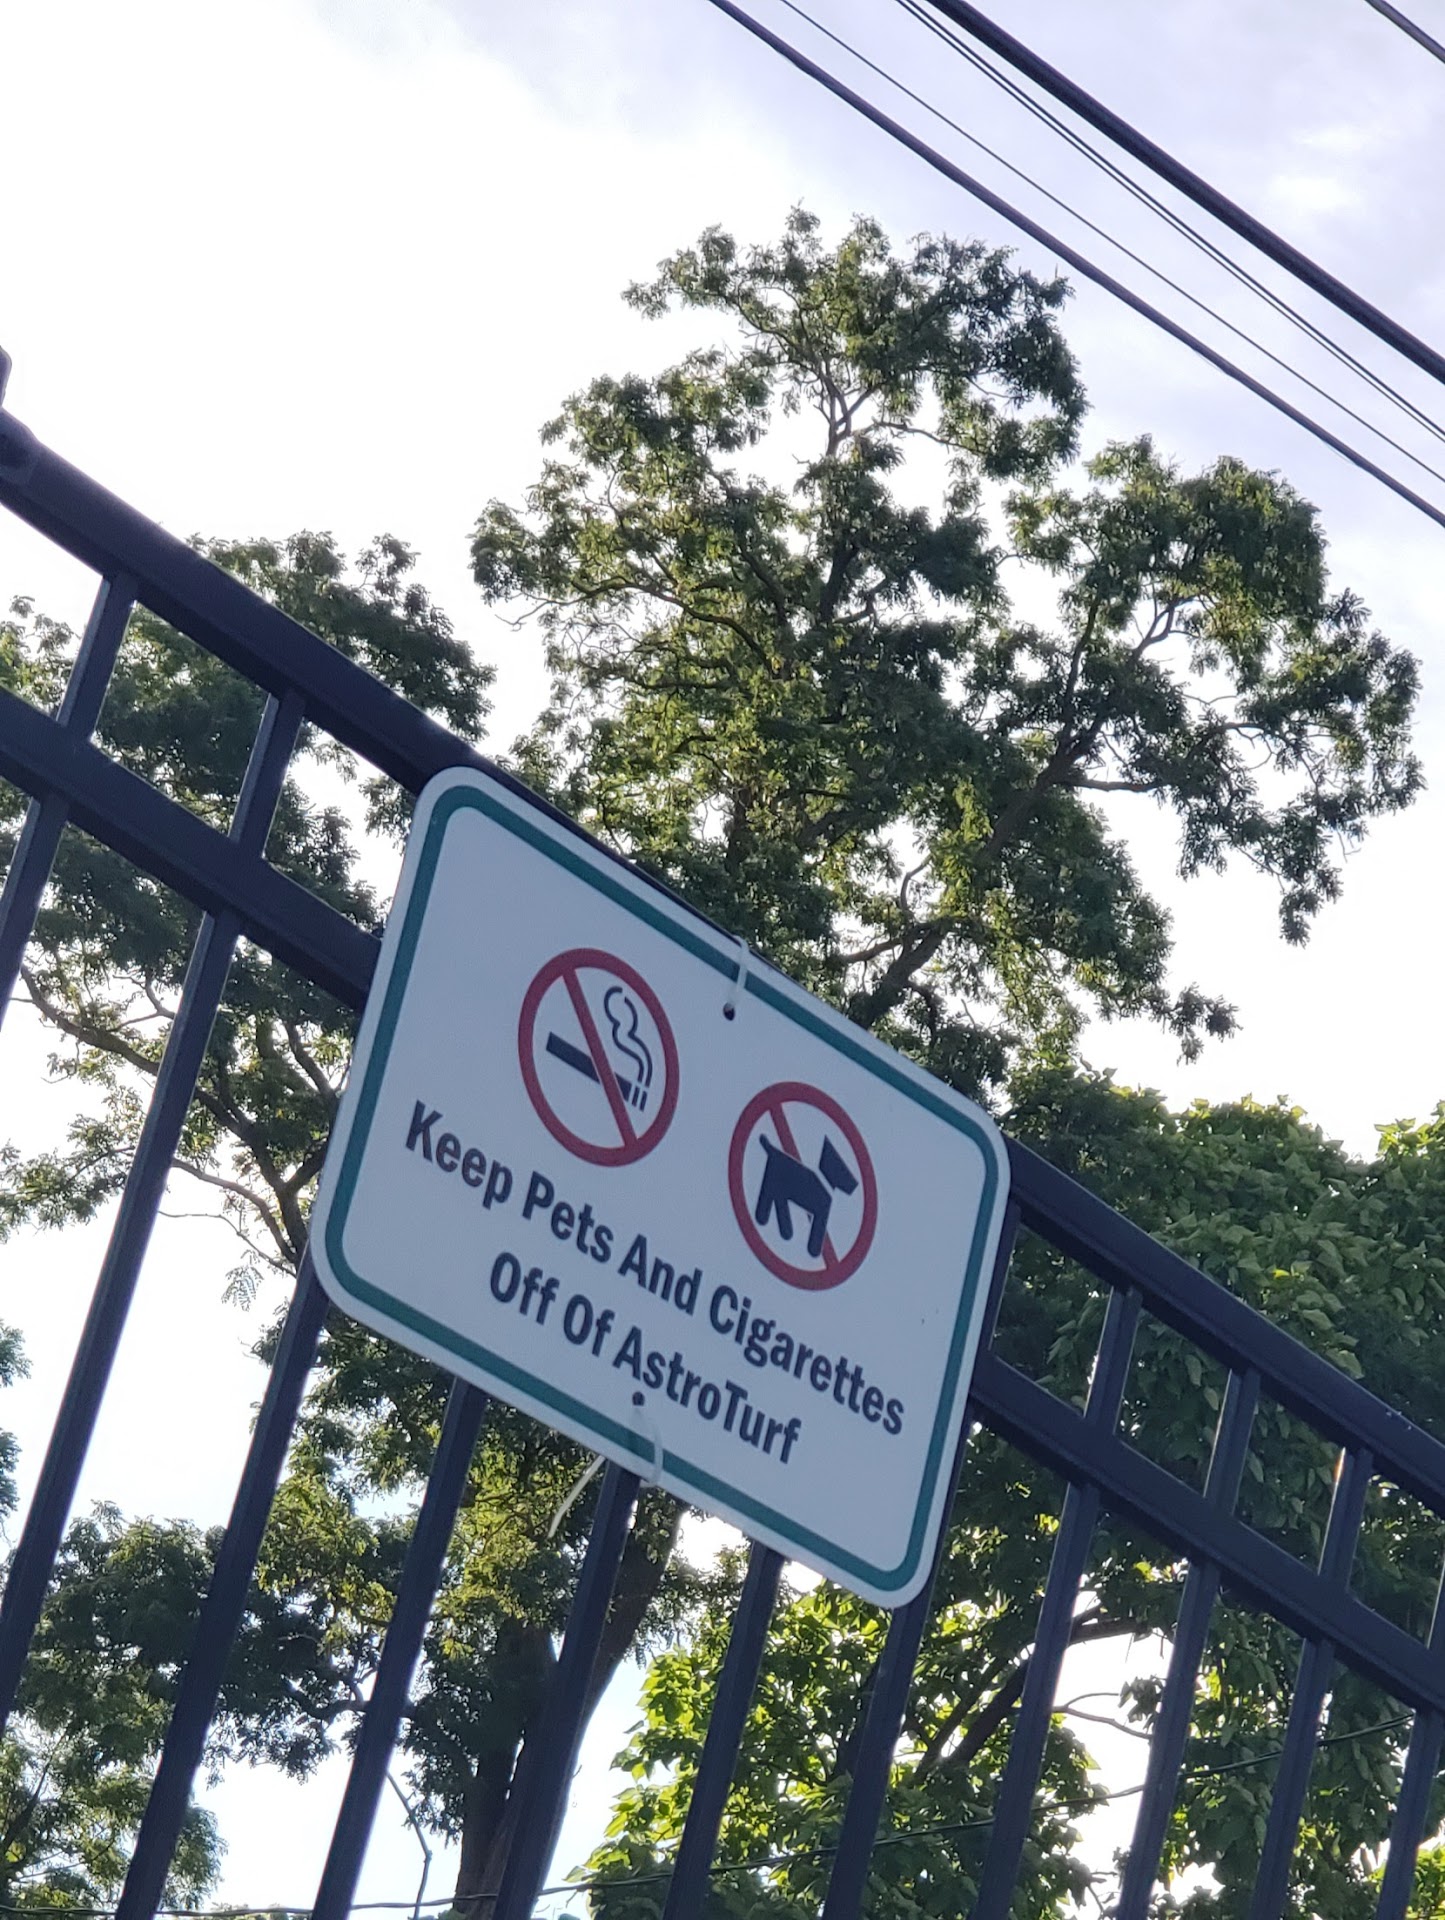 Keep Pets And Cigarettes
Off Of AstroTurf